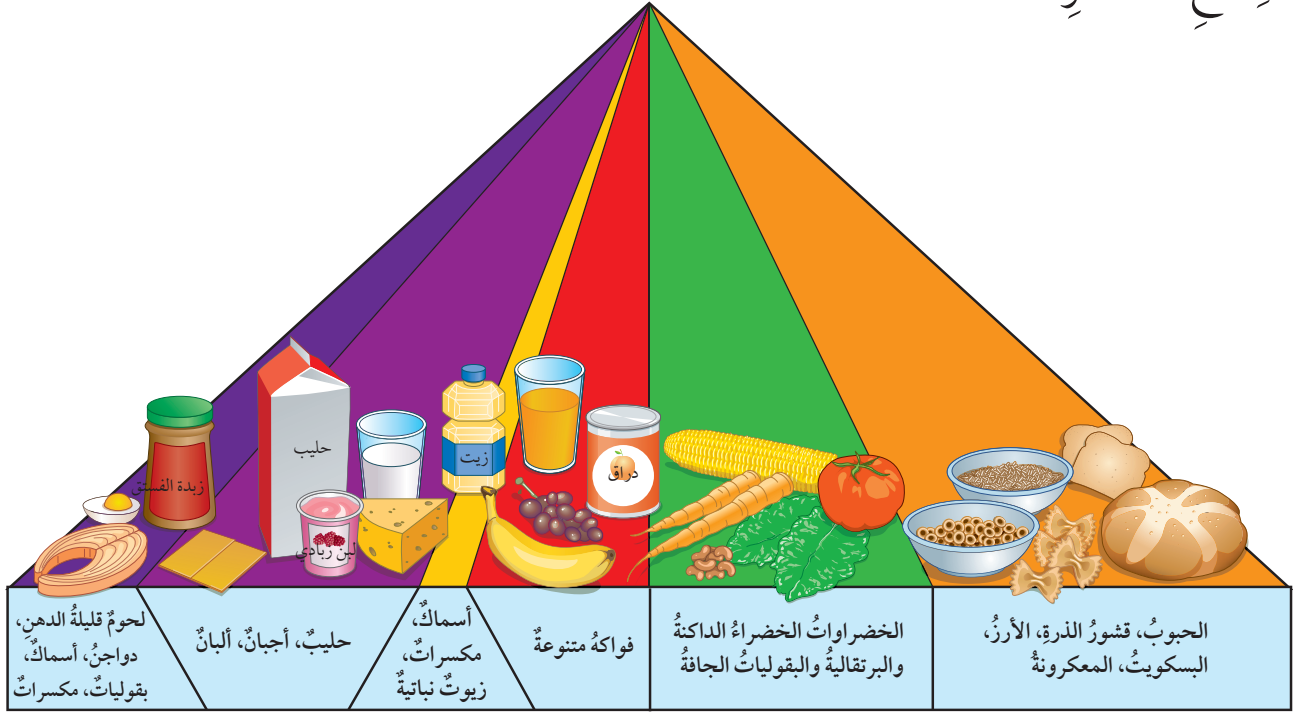 زبدة الفستق
حليب
لبن زبادي
زيت
دراق
الحبوبُ، قشورُ الذرةِ، الأرزُ،
البسكويتُ، المعكرونةُ
الخضراواتُ الخضراءُ الداكنةُ
والبرتقاليةُ والبقولياتُ الجافةُ
فواكهُ متنوعةٌ
أسماكٌ،
مكسراتٌ،
زيوتٌ نباتيةٌ
حليبٌ، أجبانٌ، ألبانٌ
لحومٌ قليلةُ الدهنِ،
دواجنُ، أسماكٌ،
بقولياتٌ، مكسراتٌ